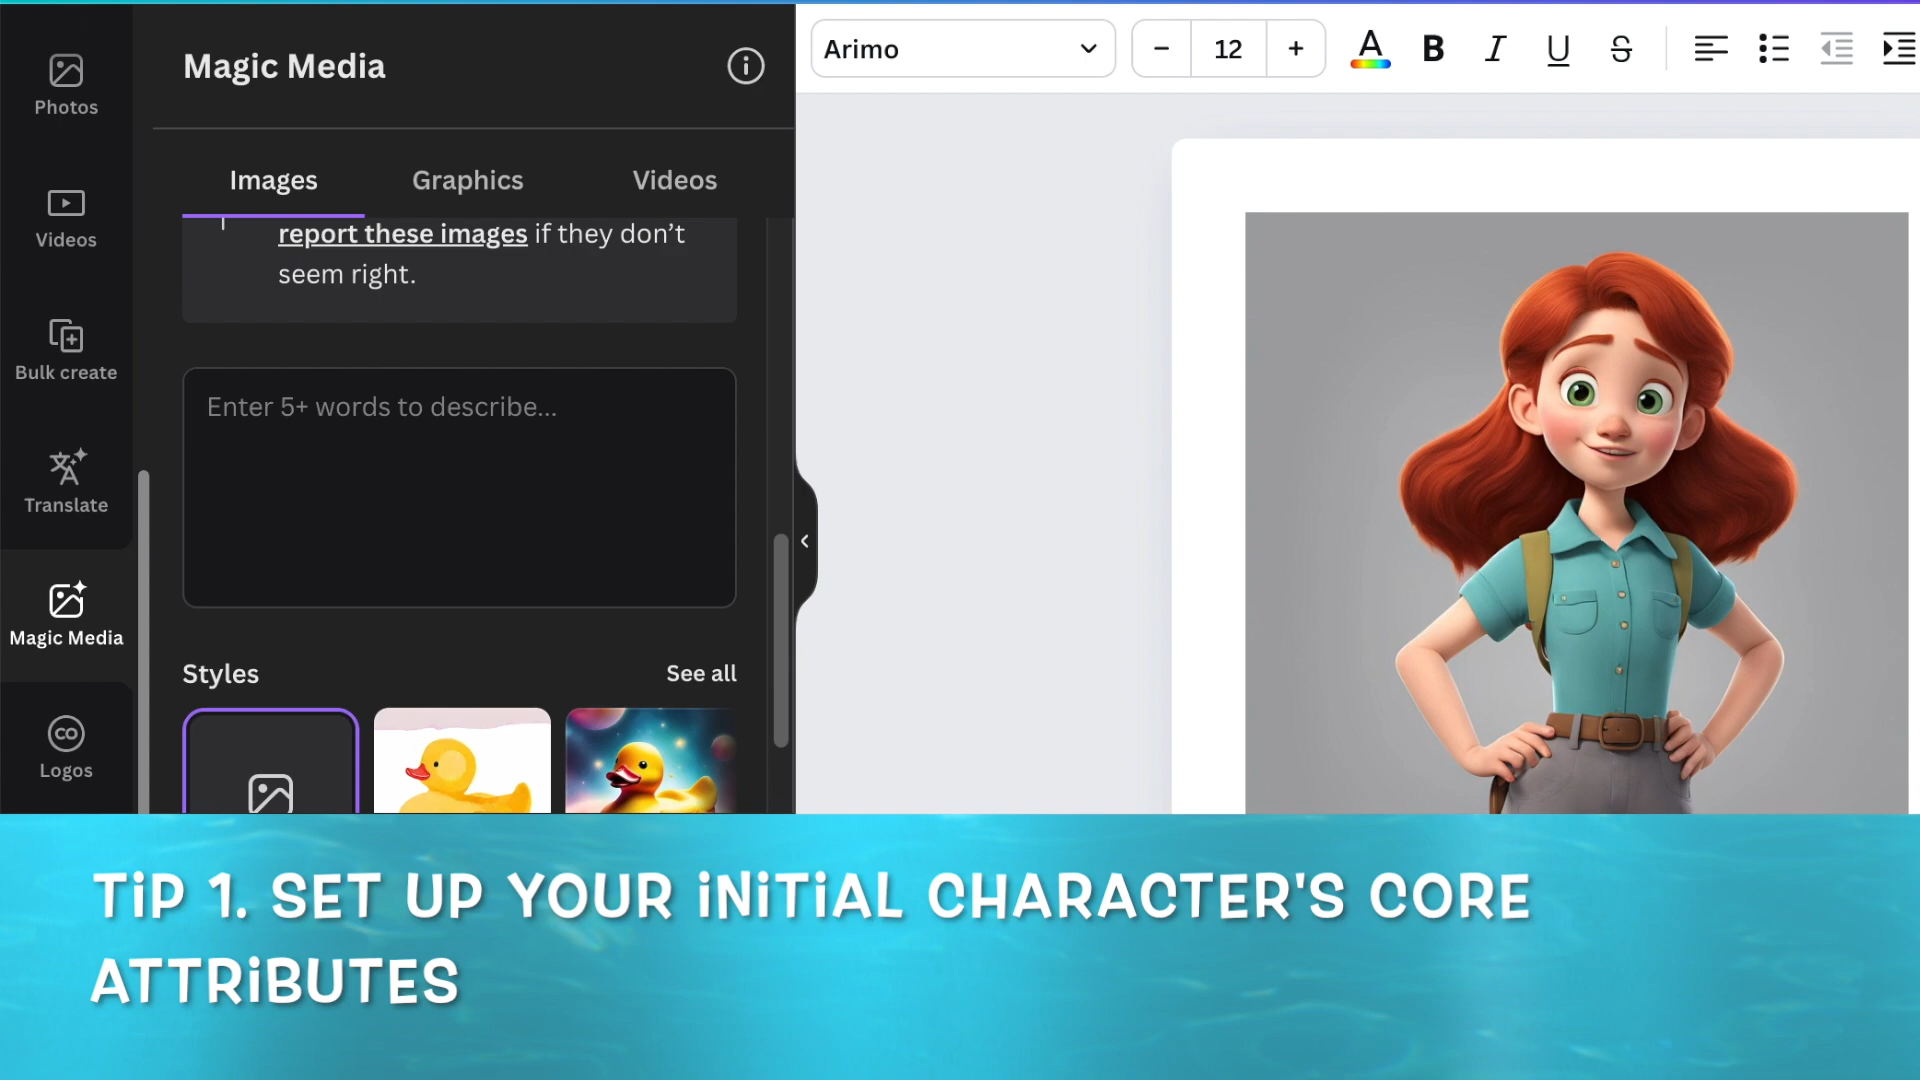 Photos
Videos
Bulk create
Translate
Magic Media
Logos
Magic Media
Images Graphics Videos
report these images if they don’t
seem right.
Enter 5+ words to describe...
Styles See all
Arimo
− 12 +
A B I U S
TiP 1. SET UP YOUR iNiTiAL CHARACTER'S CORE
ATTRiBUTES